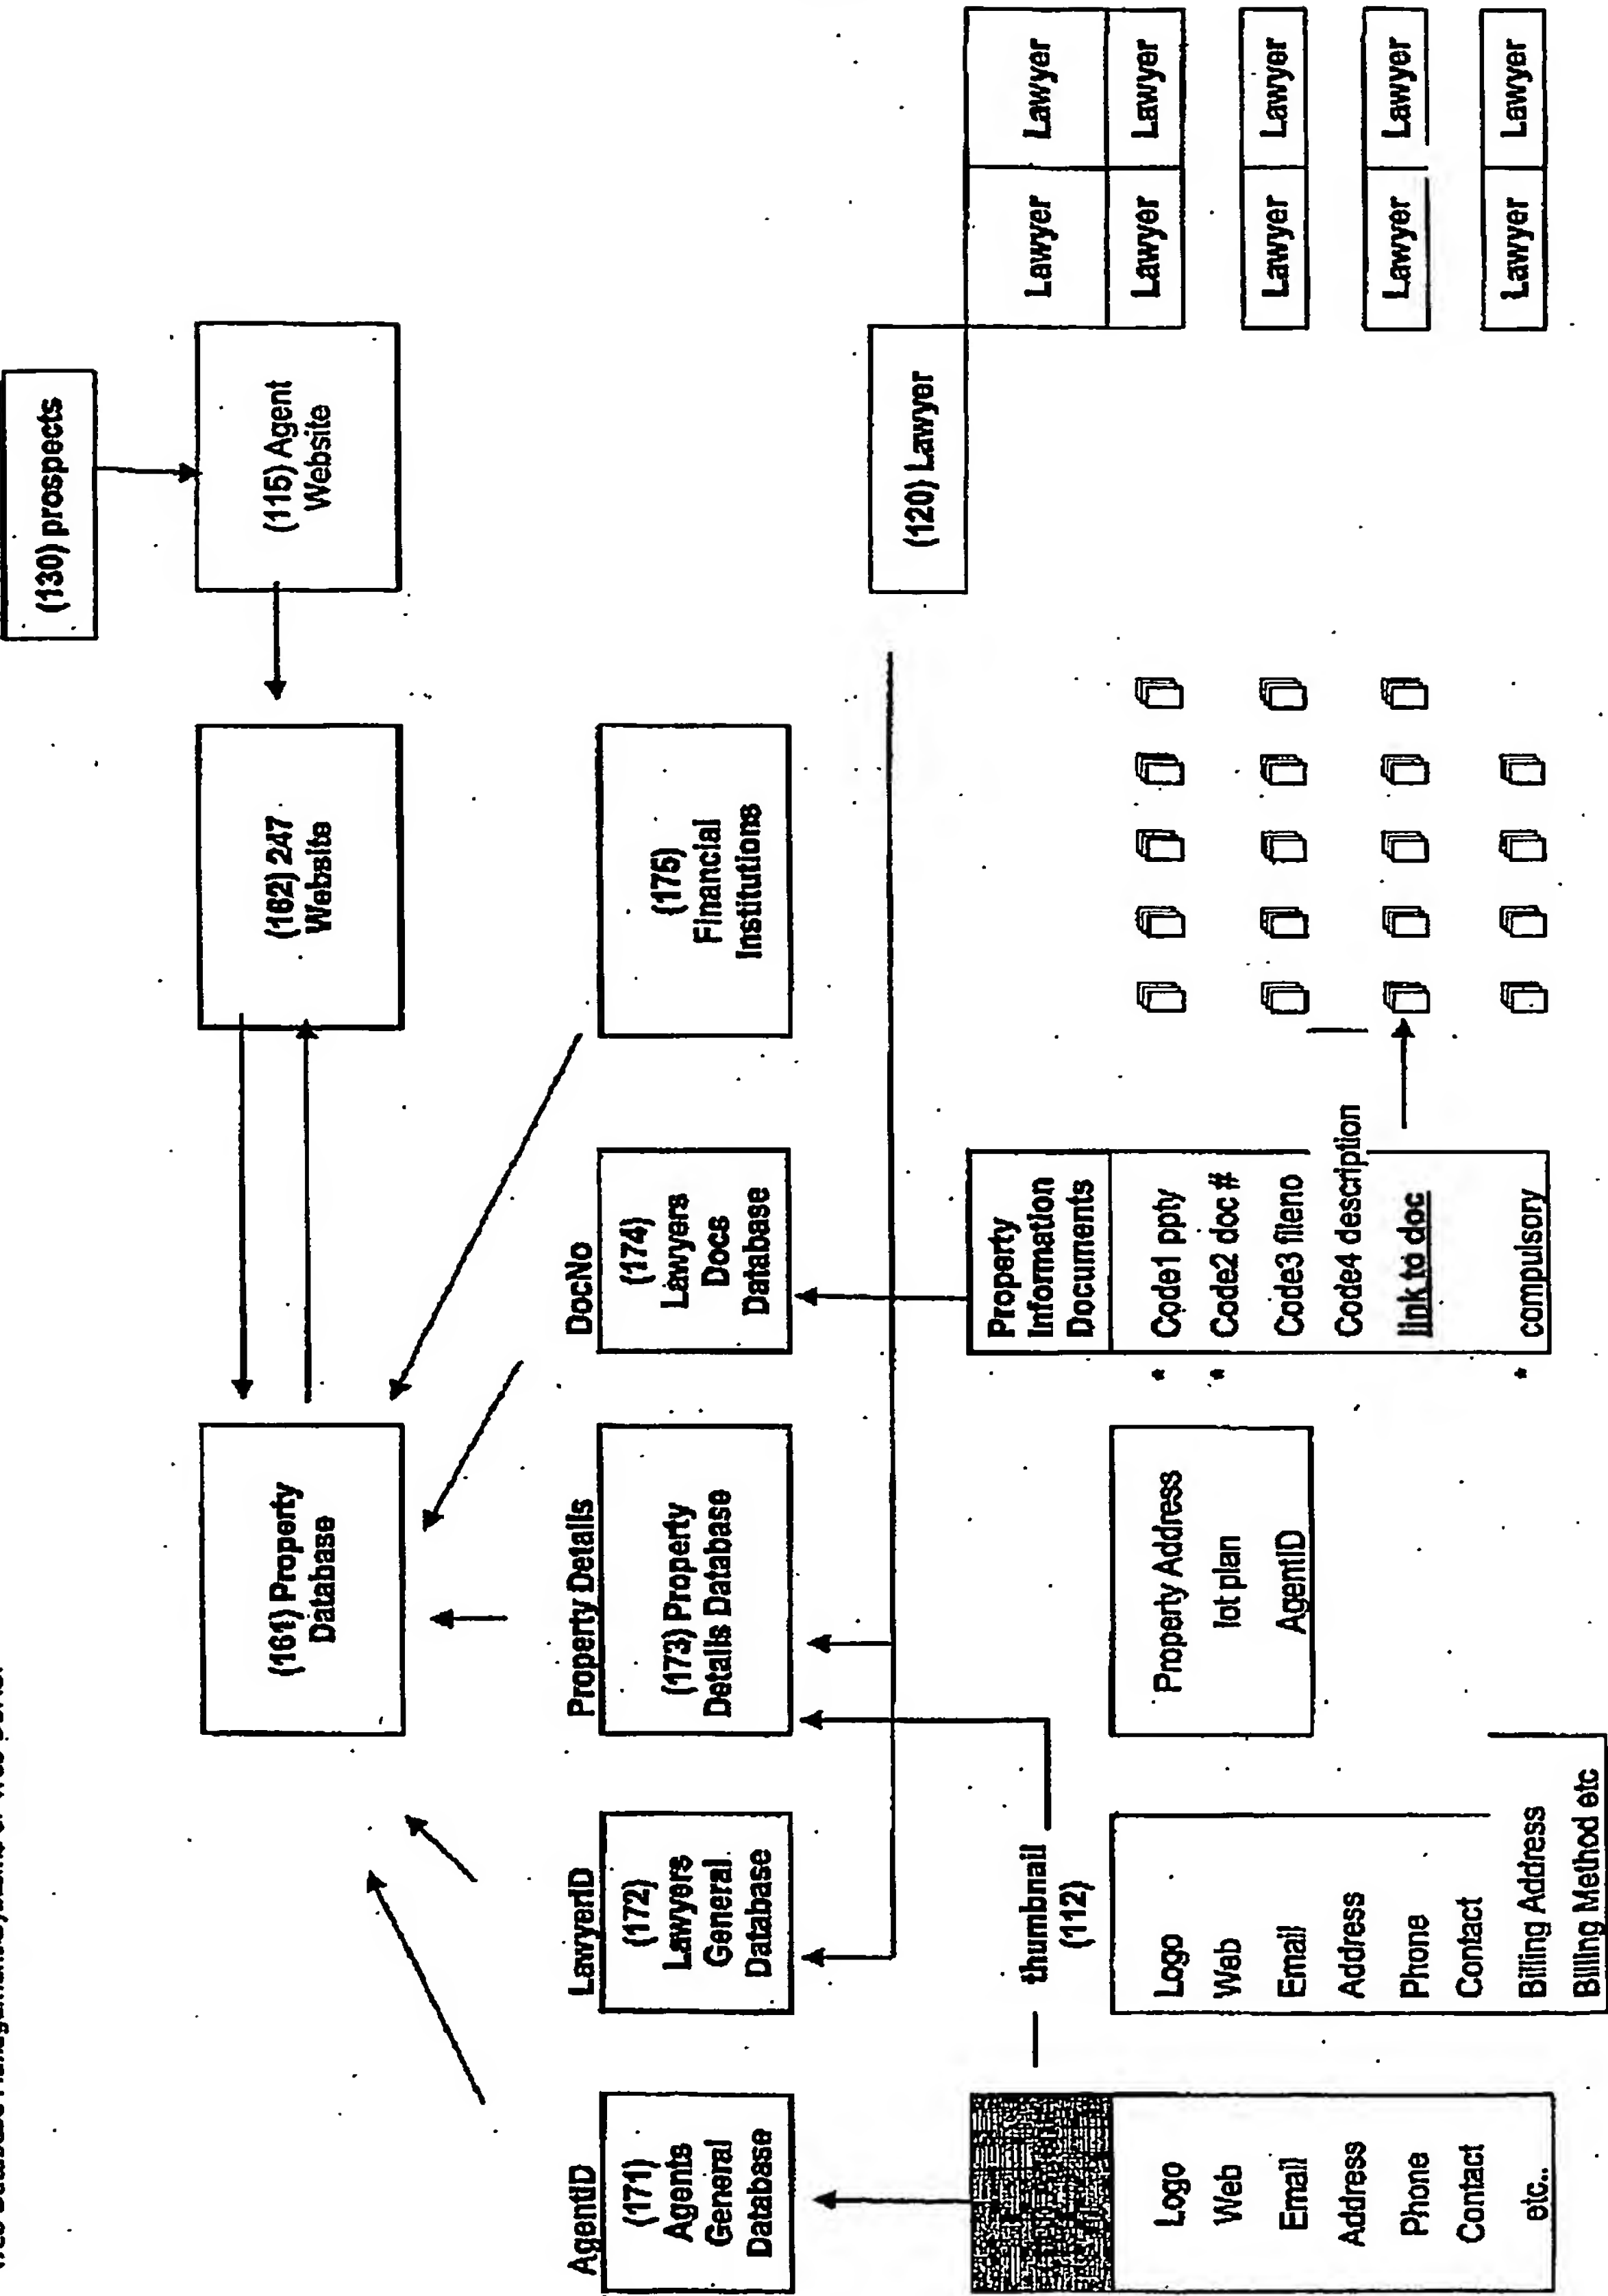 (130) prospects
(161) Property
Database
(162) 247
Website
(115) Agent
Website
AgentID
(171)
Agents
General
Database
LawyerID
(172)
Lawyers
General
Database
Property Details
(173) Property
Details Database
DocNo
(174)
Lawyers
Docs
Database
(175)
Financial
Institutions
(120) Lawyer
thumbnail
(112)
Logo
Web
Email
Address
Phone
Contact
etc..
Logo
Web
Email
Address
Phone
Contact
Billing Address
Billing Method etc
Property Address
lot plan
AgentID
Property
Information
Documents
* Code1 ppty
* Code2 doc #
Code3 fileno
Code4 description
link to doc
* compulsory
Lawyer Lawyer
Lawyer Lawyer
Lawyer Lawyer
Lawyer Lawyer
Lawyer Lawyer